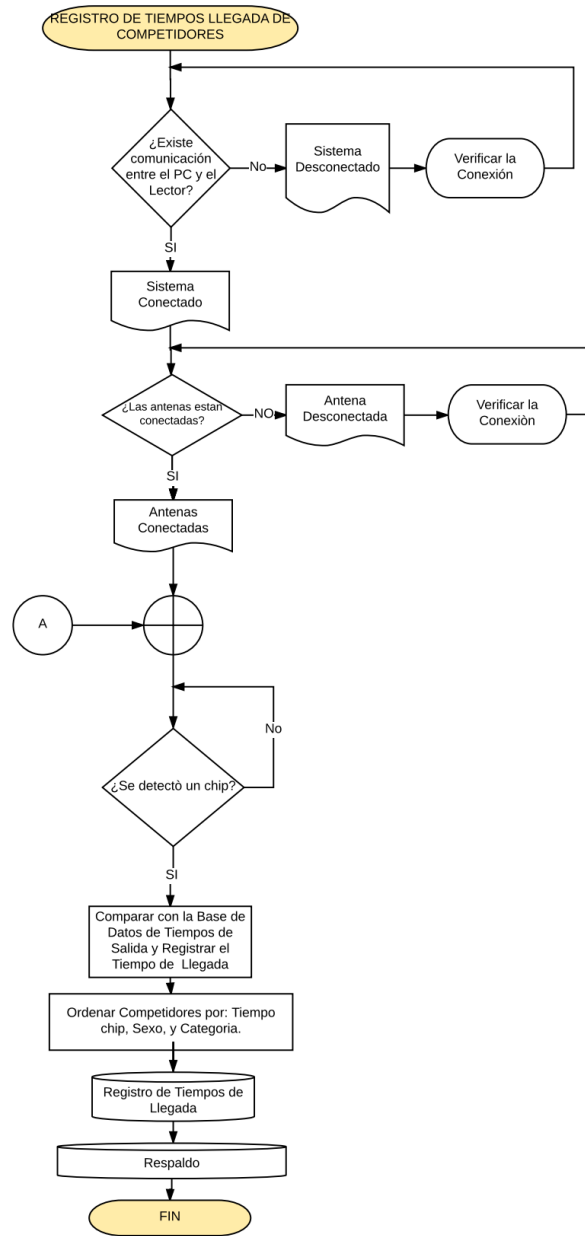 REGISTRO DE TIEMPOS LLEGADA DE
COMPETIDORES
¿Existe
comunicación
entre el PC y el
Lector?
No
Sistema
Desconectado
Verificar la
Conexión
SI
Sistema
Conectado
¿Las antenas estan
conectadas?
NO
Antena
Desconectada
Verificar la
Conexiòn
SI
Antenas
Conectadas
A
No
¿Se detectò un chip?
SI
Comparar con la Base de
Datos de Tiempos de
Salida y Registrar el
Tiempo de Llegada
Ordenar Competidores por: Tiempo
chip, Sexo, y Categoria.
Registro de Tiempos de
Llegada
Respaldo
FIN